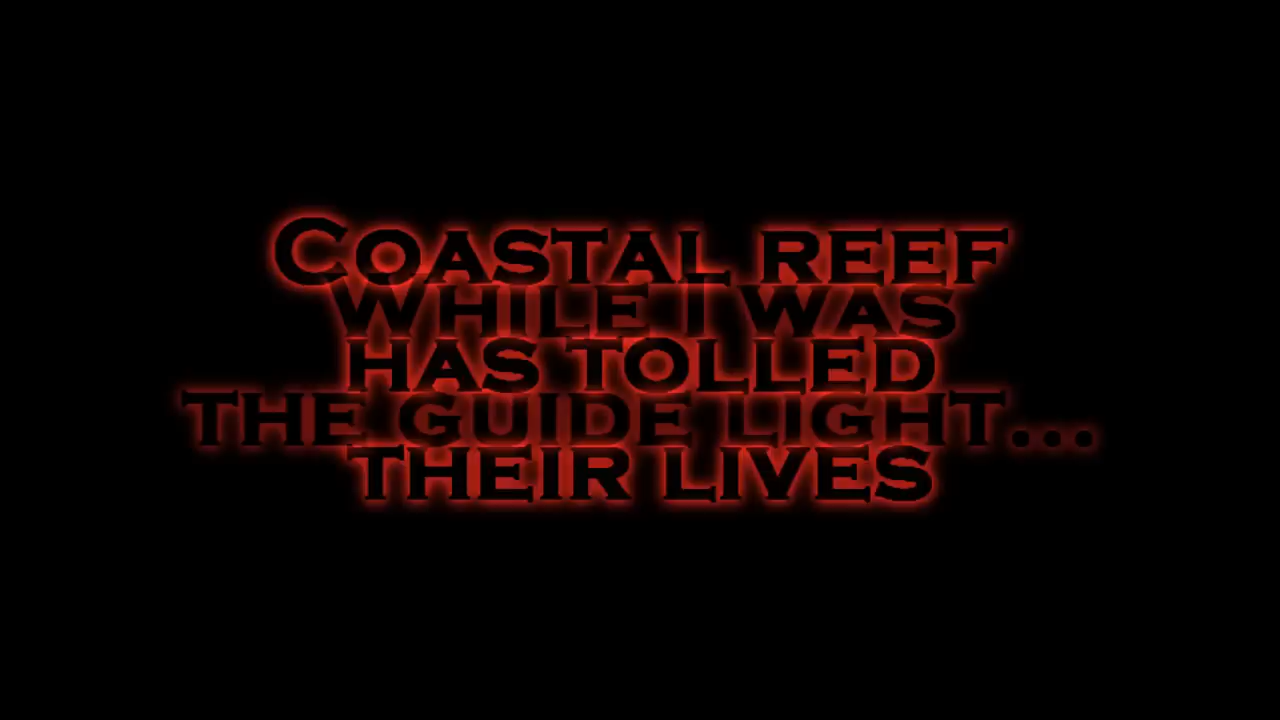 Coastal reef
While I was
has tolled
the guide light...
their lives